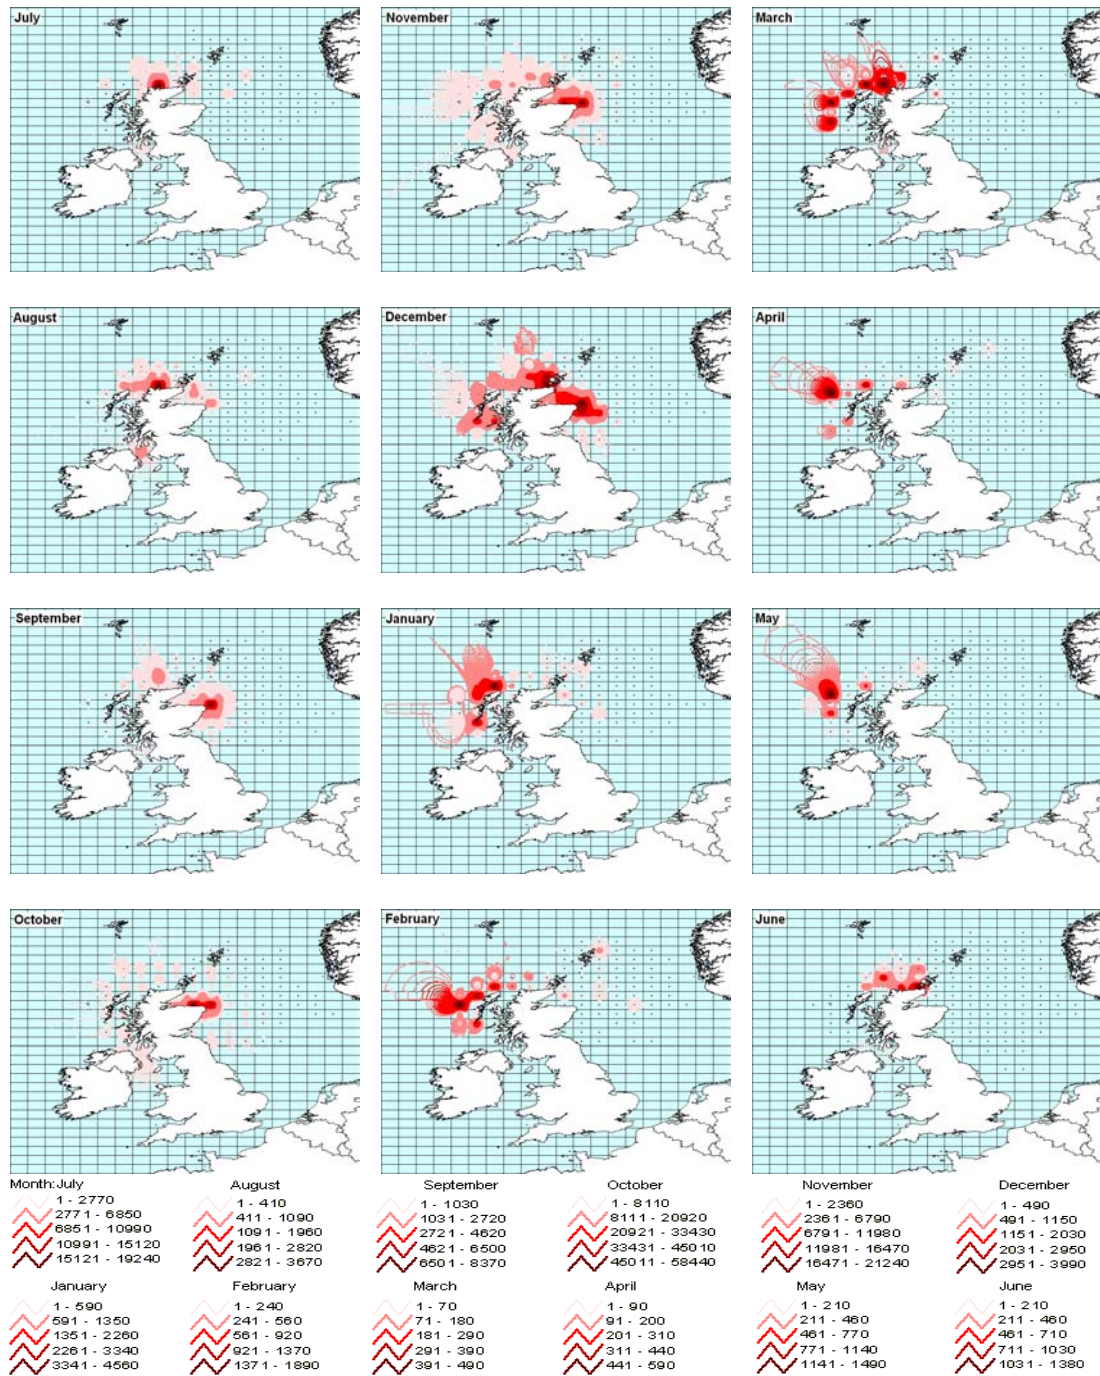 July
November
March
August
December
April
September
January
May
October
February
June
Month:July
August
September
October
November
December
1 - 2770
1 - 410
1 - 1030
1 - 8110
1 - 2360
1 - 490
2771 - 6850
411 - 1090
1031 - 2720
8111 - 20920
2361 - 6790
491 - 1150
6851 - 10990
1091 - 1960
2721 - 4620
20921 - 33430
6791 - 11980
1151 - 2030
10991 - 15120
1961 - 2820
4621 - 6500
33431 - 45010
11981 - 16470
2031 - 2950
15121 - 19240
2821 - 3670
6501 - 8370
45011 - 58440
16471 - 21240
2951 - 3990
January
February
March
April
May
June
1 - 590
1 - 240
1 - 70
1 - 90
1 - 210
1 - 210
591 - 1350
241 - 560
71 - 180
91 - 200
211 - 460
211 - 460
1351 - 2260
561 - 920
181 - 290
201 - 310
461 - 770
461 - 710
2261 - 3340
921 - 1370
291 - 390
311 - 440
771 - 1140
711 - 1030
3341 - 4560
1371 - 1890
391 - 490
441 - 590
1141 - 1490
1031 - 1380